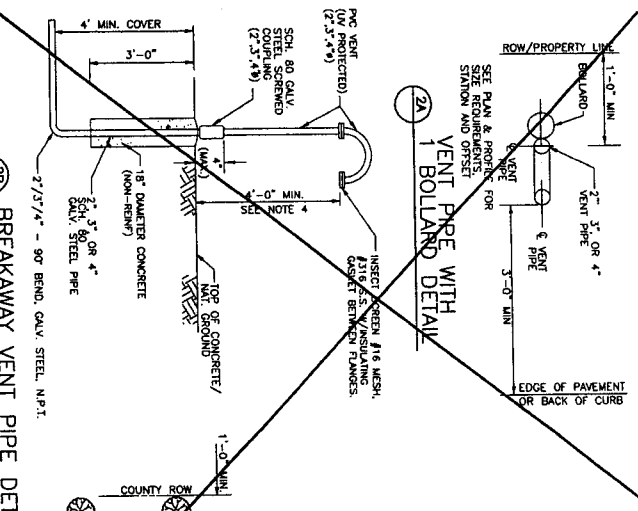 4' MIN. COVER
3'-0"
SCH. 80 GALV.
STEEL SCREWED
COUPLING
(2",3",4"Φ)
PVC VENT
(UV PROTECTED)
(2",3",4"Φ)
4"
(MAX.)
4'-0" MIN.
SEE NOTE 4
INSECT SCREEN #16 MESH,
#316 S.S. W/INSULATING
GASKET BETWEEN FLANGES.
TOP OF CONCRETE/
NAT. GROUND
18" DIAMETER CONCRETE
(NON-REINF)
2", 3", OR 4"
SCH. 80
GALV. STEEL PIPE
2"/3"/4" - 90° BEND, GALV. STEEL, N.P.T.
2B
BREAKAWAY VENT PIPE DET
2A
VENT PIPE WITH
1 BOLLARD DETAIL
ROW/PROPERTY LINE
1'-0" MIN
BOLLARD
SEE PLAN & PROFILE FOR
SIZE REQUIREMENTS,
STATION AND OFFSET
℄ VENT
PIPE
2" 3", OR 4"
VENT PIPE
℄ VENT
PIPE
3'-0" MIN
EDGE OF PAVEMENT
OR BACK OF CURB
1'-0"
MIN.
COUNTY ROW